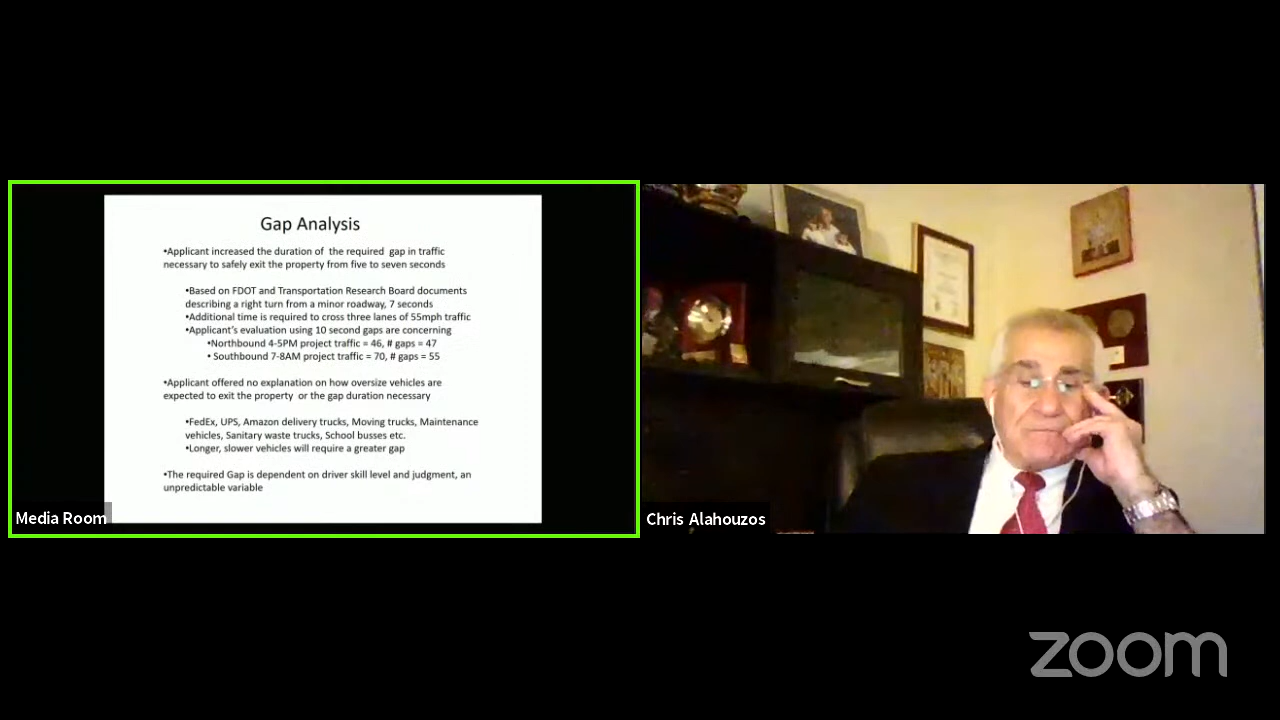 Gap Analysis
•Applicant increased the duration of the required gap in traffic
necessary to safely exit the property from five to seven seconds
•Based on FDOT and Transportation Research Board documents
describing a right turn from a minor roadway, 7 seconds
•Additional time is required to cross three lanes of 55mph traffic
•Applicant's evaluation using 10 second gaps are concerning
•Northbound 4-5PM project traffic = 46, # gaps = 47
• Southbound 7-8AM project traffic = 70, # gaps = 55
•Applicant offered no explanation on how oversize vehicles are
expected to exit the property or the gap duration necessary
•FedEx, UPS, Amazon delivery trucks, Moving trucks, Maintenance
vehicles, Sanitary waste trucks, School busses etc.
•Longer, slower vehicles will require a greater gap
•The required Gap is dependent on driver skill level and judgment, an
unpredictable variable
Media Room
Chris Alahouzos
zoom